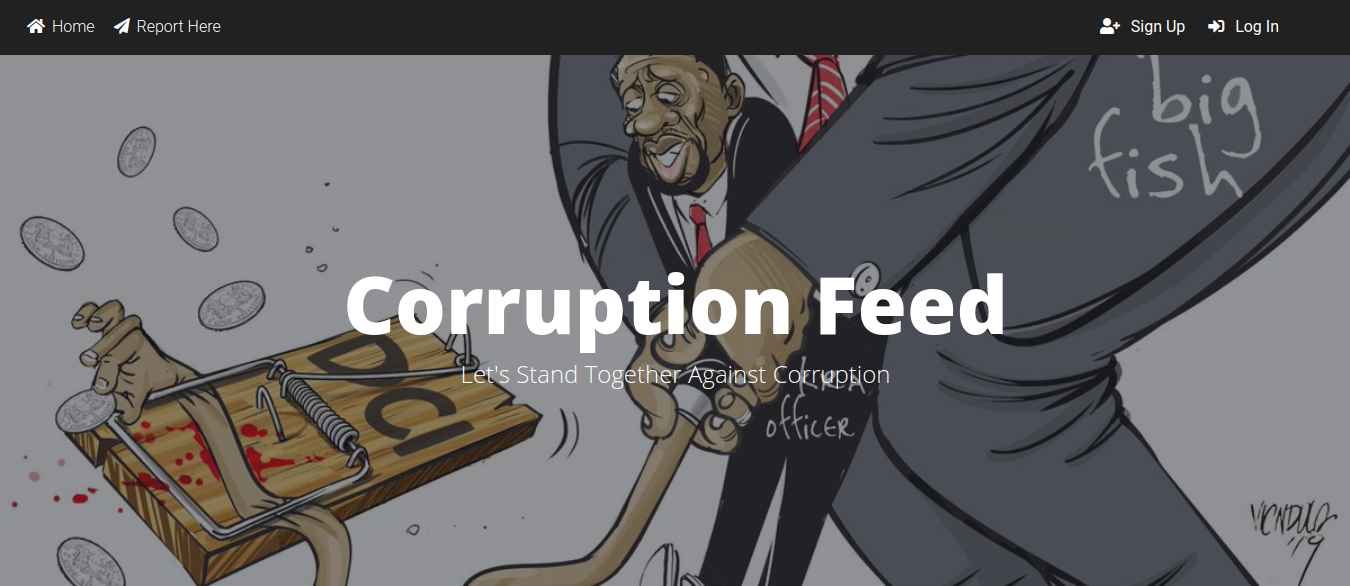 Home
Report Here
Sign Up
Log In
big
fish
Corruption Feed
DCI
Let's Stand Together Against Corruption
KRA
officer
'19